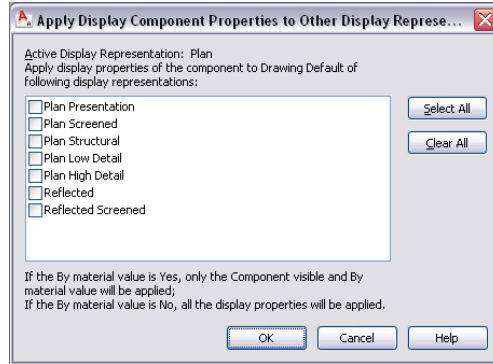 Apply Display Component Properties to Other Display Represe...
Active Display Representation: Plan
Apply display properties of the component to Drawing Default of
following display representations:
Plan Presentation
Plan Screened
Plan Structural
Plan Low Detail
Plan High Detail
Reflected
Reflected Screened
Select All
Clear All
If the By material value is Yes, only the Component visible and By
material value will be applied;
If the By material value is No, all the display properties will be applied.
OK
Cancel
Help